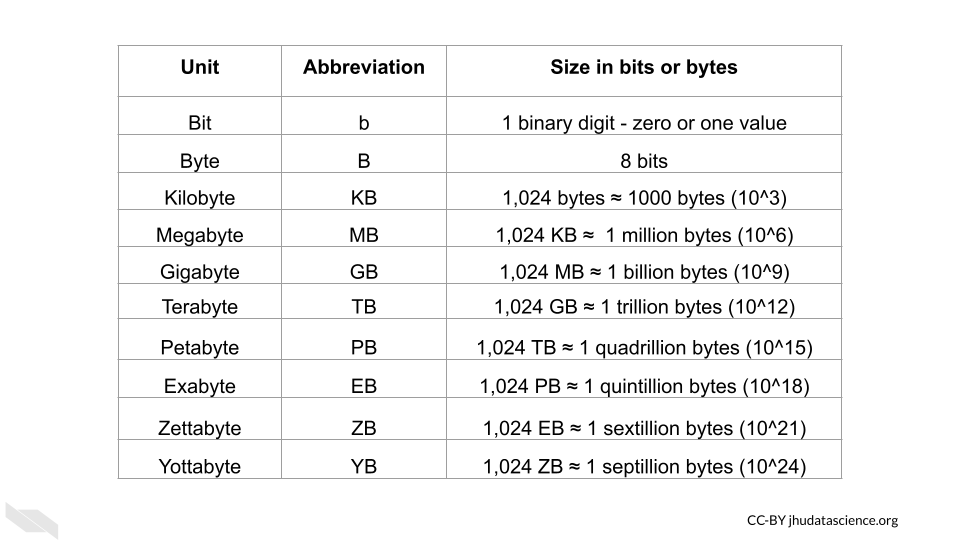 Unit Abbreviation Size in bits or bytes
Bit b 1 binary digit - zero or one value
Byte B 8 bits
Kilobyte KB 1,024 bytes ≈ 1000 bytes (10^3)
Megabyte MB 1,024 KB ≈ 1 million bytes (10^6)
Gigabyte GB 1,024 MB ≈ 1 billion bytes (10^9)
Terabyte TB 1,024 GB ≈ 1 trillion bytes (10^12)
Petabyte PB 1,024 TB ≈ 1 quadrillion bytes (10^15)
Exabyte EB 1,024 PB ≈ 1 quintillion bytes (10^18)
Zettabyte ZB 1,024 EB ≈ 1 sextillion bytes (10^21)
Yottabyte YB 1,024 ZB ≈ 1 septillion bytes (10^24)
CC-BY jhudatascience.org